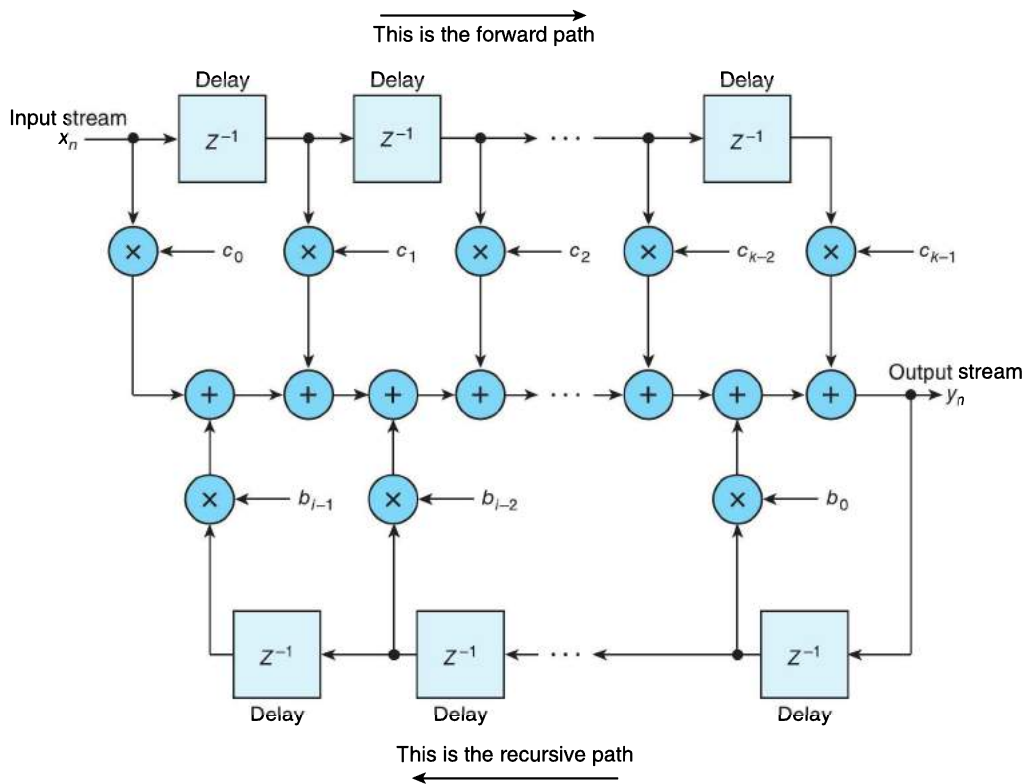 This is the forward path
Delay Delay Delay
Input stream
xₙ Z⁻¹ Z⁻¹ ... Z⁻¹
× c₀ × c₁ × c₂ × cₖ₋₂ × cₖ₋₁
Output stream
+ + + + ... + + + yₙ
× bᵢ₋₁ × bᵢ₋₂ × b₀
Z⁻¹ Z⁻¹ ... Z⁻¹
Delay Delay Delay
This is the recursive path